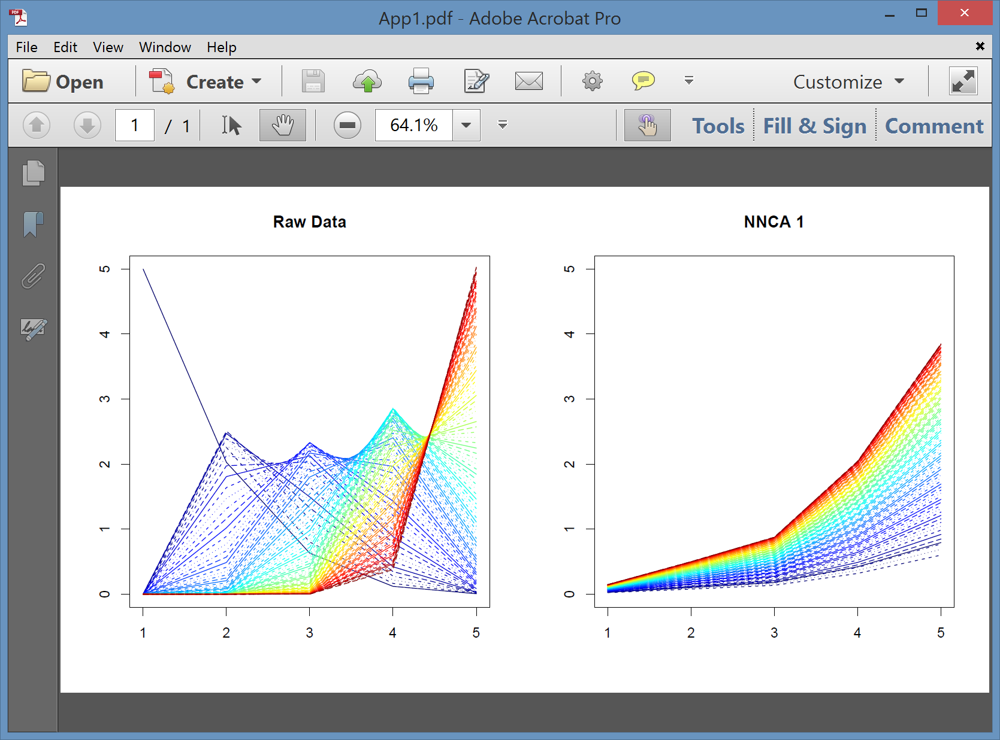 App1.pdf - Adobe Acrobat Pro
File Edit View Window Help
Open Create Customize
1 / 1 64.1% Tools Fill & Sign Comment
Raw Data
5
4
3
2
1
0
1 2 3 4 5
NNCA 1
5
4
3
2
1
0
1 2 3 4 5